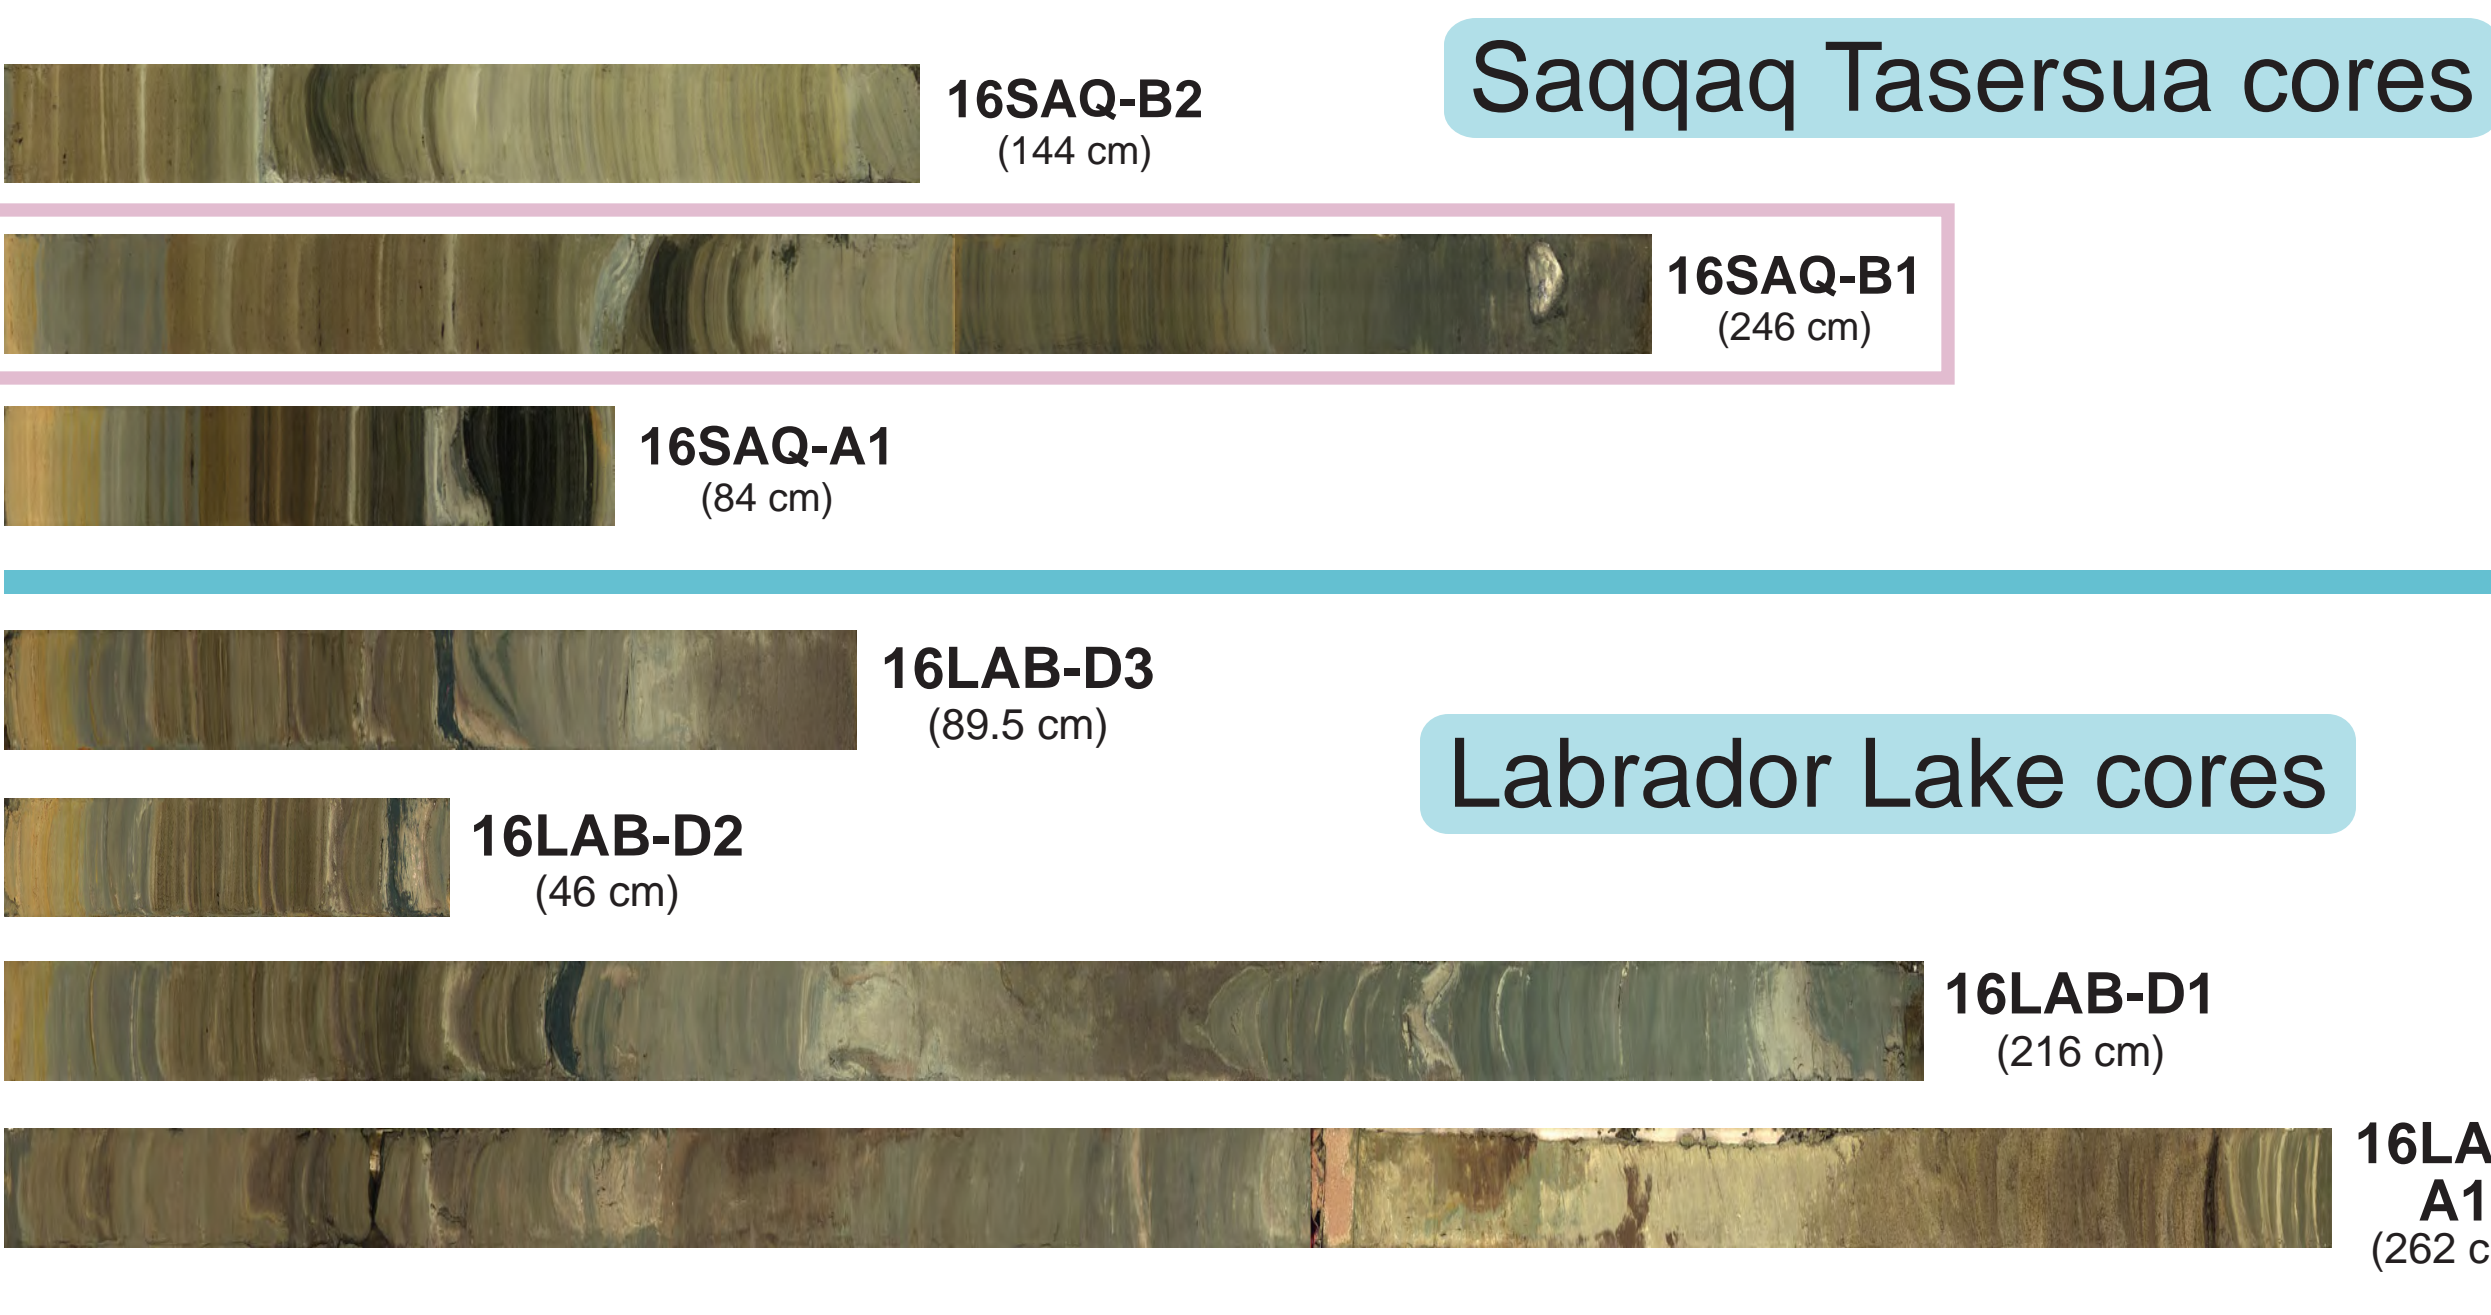 Saqqaq Tasersua cores
16SAQ-B2
(144 cm)
16SAQ-B1
(246 cm)
16SAQ-A1
(84 cm)
16LAB-D3
(89.5 cm)
Labrador Lake cores
16LAB-D2
(46 cm)
16LAB-D1
(216 cm)
16LA
A1
(262 c